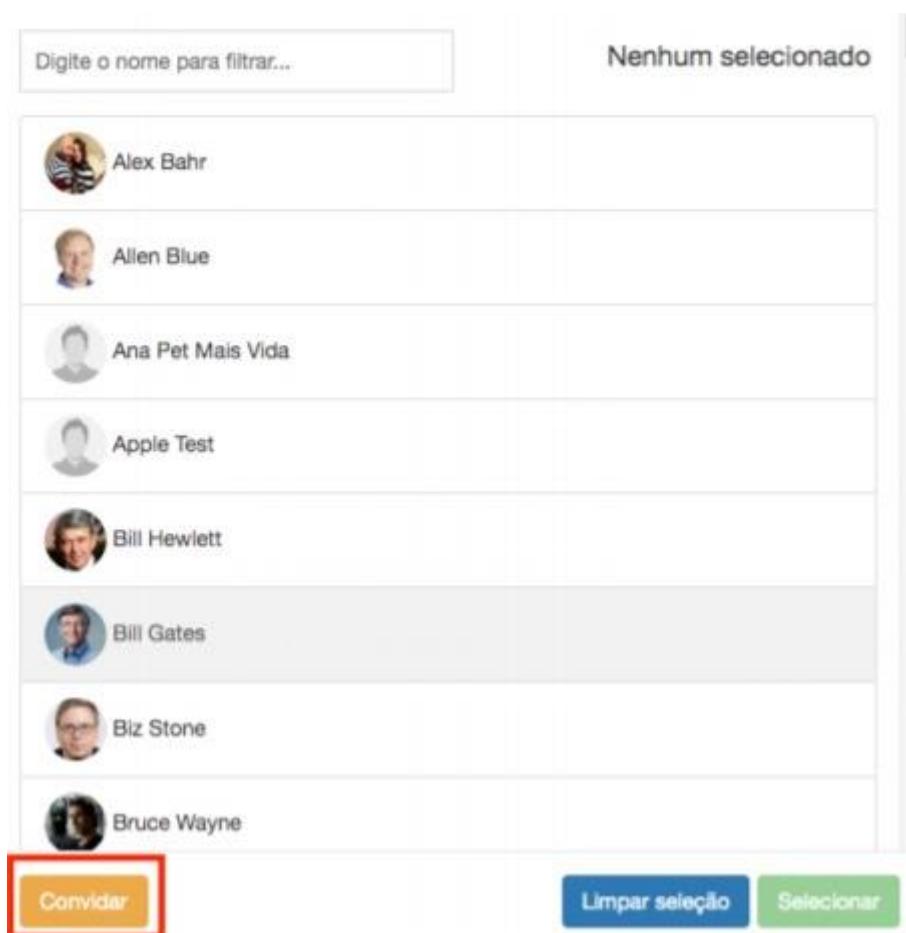 Digite o nome para filtrar...
Nenhum selecionado
Alex Bahr
Allen Blue
Ana Pet Mais Vida
Apple Test
Bill Hewlett
Bill Gates
Biz Stone
Bruce Wayne
Convidar
Limpar seleção
Selecionar